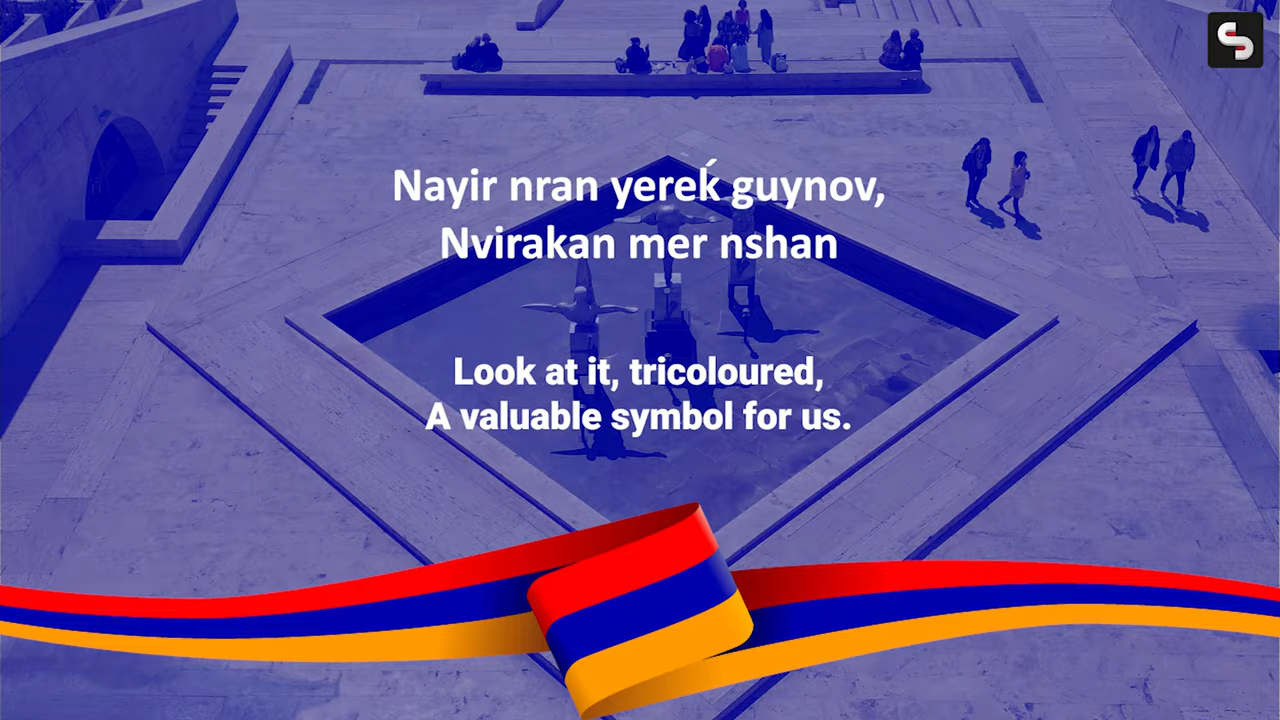 Nayir nran yereḱ guynov,
Nvirakan mer nshan
Look at it, tricoloured,
A valuable symbol for us.